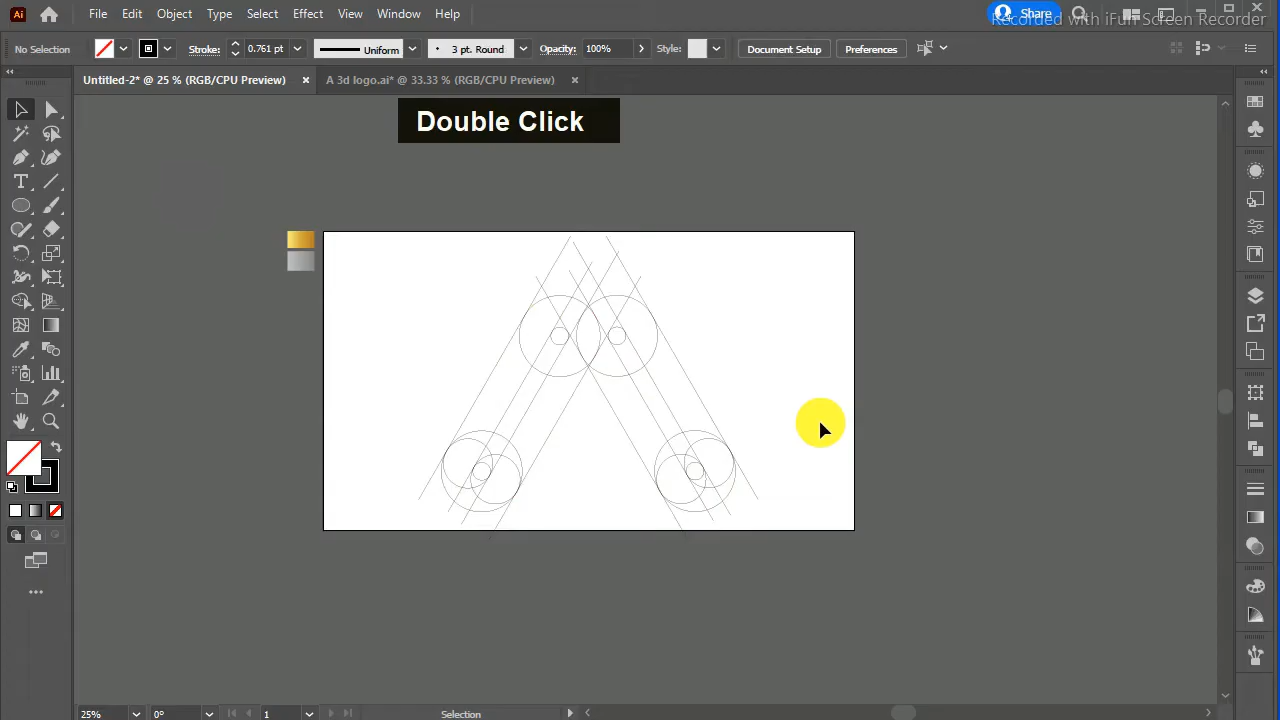 Ai File Edit Object Type Select Effect View Window Help Share
Recorded with iFun Screen Recorder
No Selection Stroke: 0.761 pt Uniform 3 pt. Round Opacity: 100% Style: Document Setup Preferences
Untitled-2* @ 25 % (RGB/CPU Preview) × A 3d logo.ai* @ 33.33 % (RGB/CPU Preview) ×
Double Click
25% 0° 1 Selection